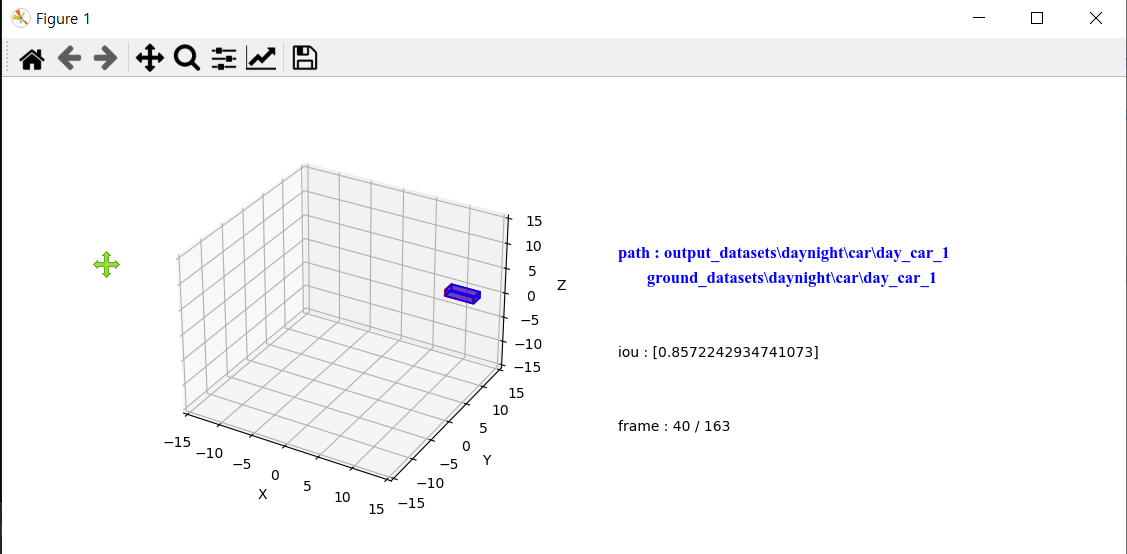 Figure 1
15
10
5
0
−5
−10
−15
Z
15
10
5
0
−5
−10
−15
Y
−15
−10
−5
0
5
10
15
X
path : output_datasets\daynight\car\day_car_1
ground_datasets\daynight\car\day_car_1
iou : [0.8572242934741073]
frame : 40 / 163